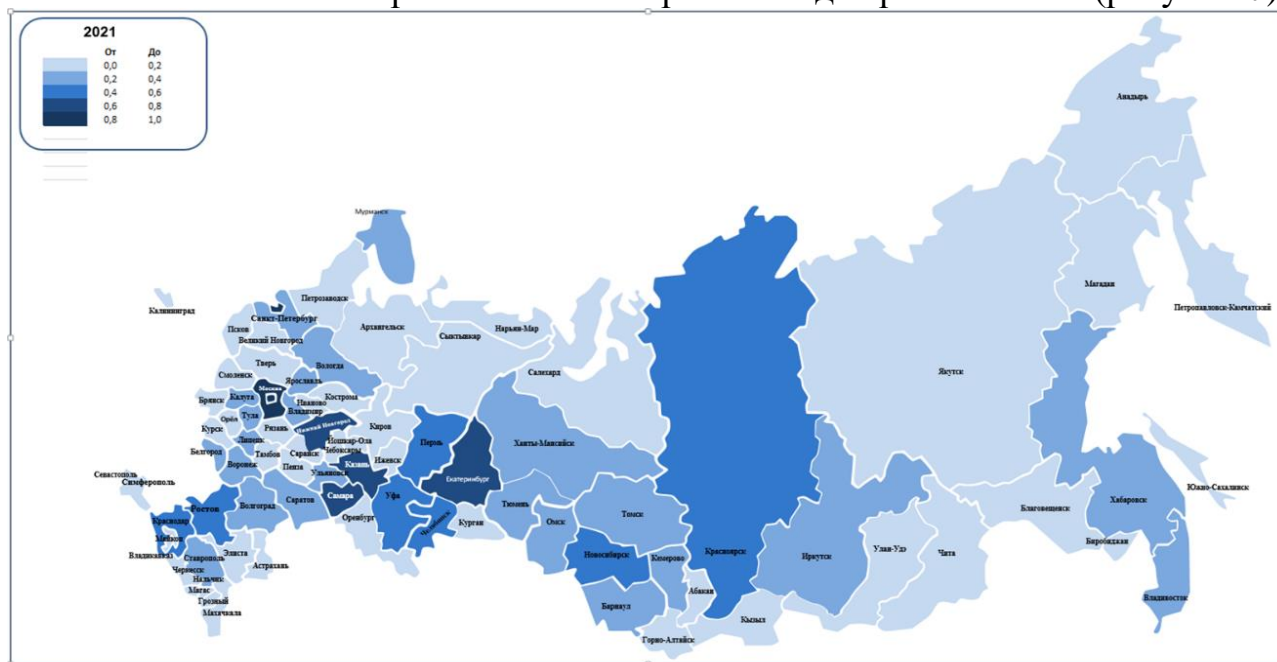 2021
От До
0,0 0,2
0,2 0,4
0,4 0,6
0,6 0,8
0,8 1,0
Анадырь
Мурманск
Магадан
Петропавловск-Камчатский
Калининград
Петрозаводск
Санкт-Петербург
Псков
Великий Новгород
Архангельск
Сыктывкар
Нарьян-Мар
Салехард
Якутск
Тверь
Вологда
Смоленск
Ярославль
Москва
Кострома
Брянск
Калуга
Иваново
Владимир
Орёл
Тула
Рязань
Нижний Новгород
Киров
Пермь
Ханты-Мансийск
Курск
Липецк
Йошкар-Ола
Чебоксары
Белгород
Тамбов
Саранск
Казань
Ижевск
Екатеринбург
Воронеж
Пенза
Ульяновск
Севастополь
Симферополь
Самара
Уфа
Тюмень
Томск
Южно-Сахалинск
Ростов
Волгоград
Саратов
Оренбург
Челябинск
Курган
Омск
Благовещенск
Хабаровск
Краснодар
Майкоп
Новосибирск
Кемерово
Красноярск
Иркутск
Улан-Удэ
Чита
Биробиджан
Владикавказ
Ставрополь
Элиста
Астрахань
Черкесск
Нальчик
Барнаул
Абакан
Владивосток
Магас
Грозный
Махачкала
Горно-Алтайск
Кызыл